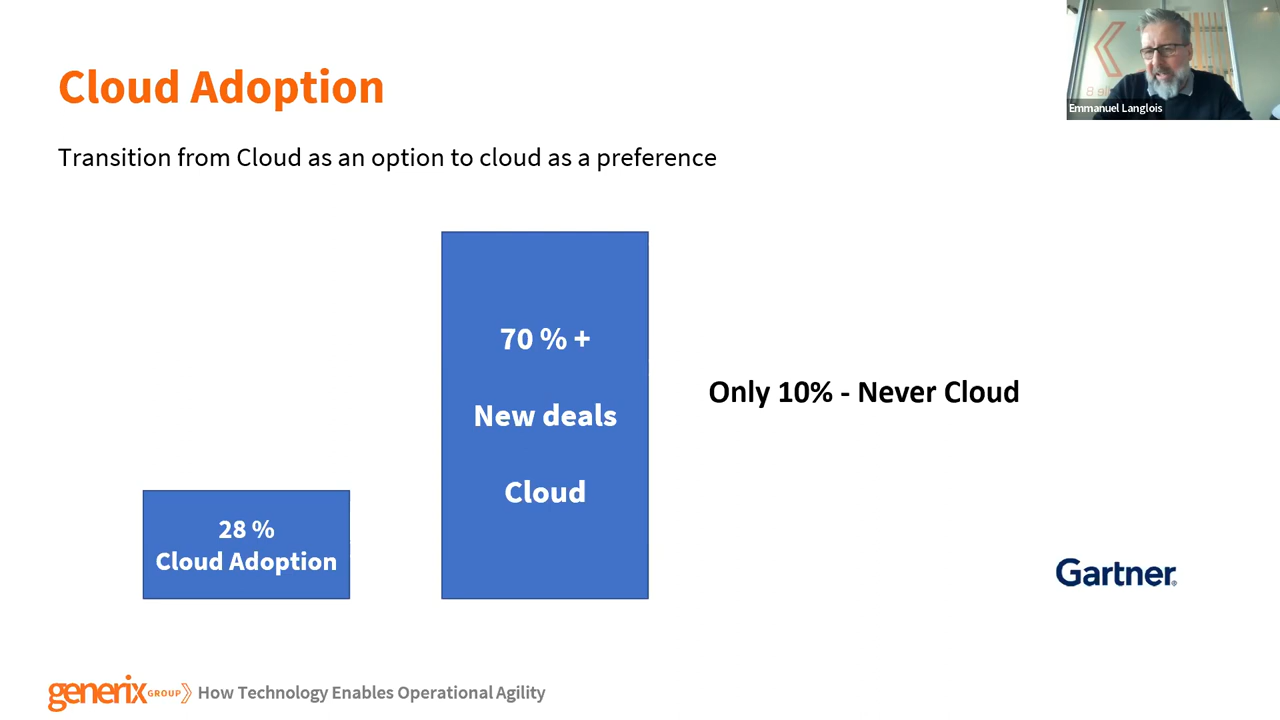 Cloud Adoption
Emmanuel Langlois
Transition from Cloud as an option to cloud as a preference
70 % +
New deals
Cloud
Only 10% - Never Cloud
28 %
Cloud Adoption
Gartner®
generix GROUP How Technology Enables Operational Agility